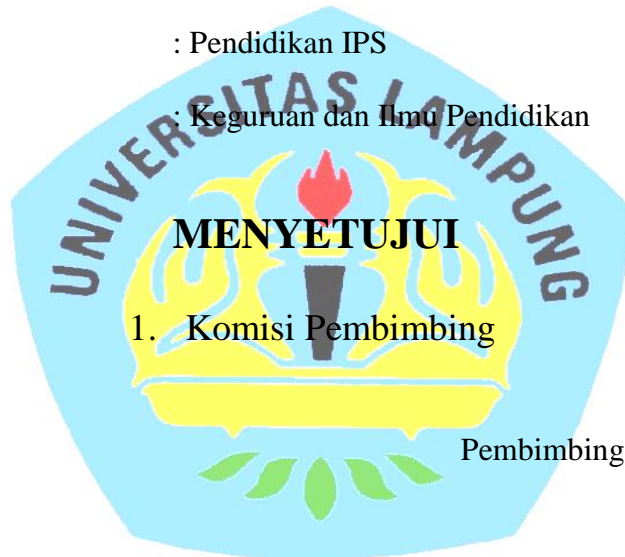 : Pendidikan IPS
: Keguruan dan Ilmu Pendidikan
UNIVERSITAS LAMPUNG
MENYETUJUI
1. Komisi Pembimbing
Pembimbing